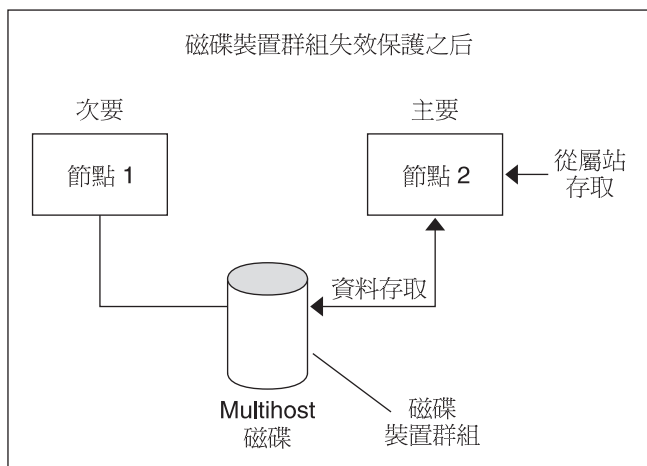 磁碟裝置群組失效保護之后
次要
主要
節點 1
節點 2
從屬站
存取
資料存取
Multihost
磁碟
磁碟
裝置群組